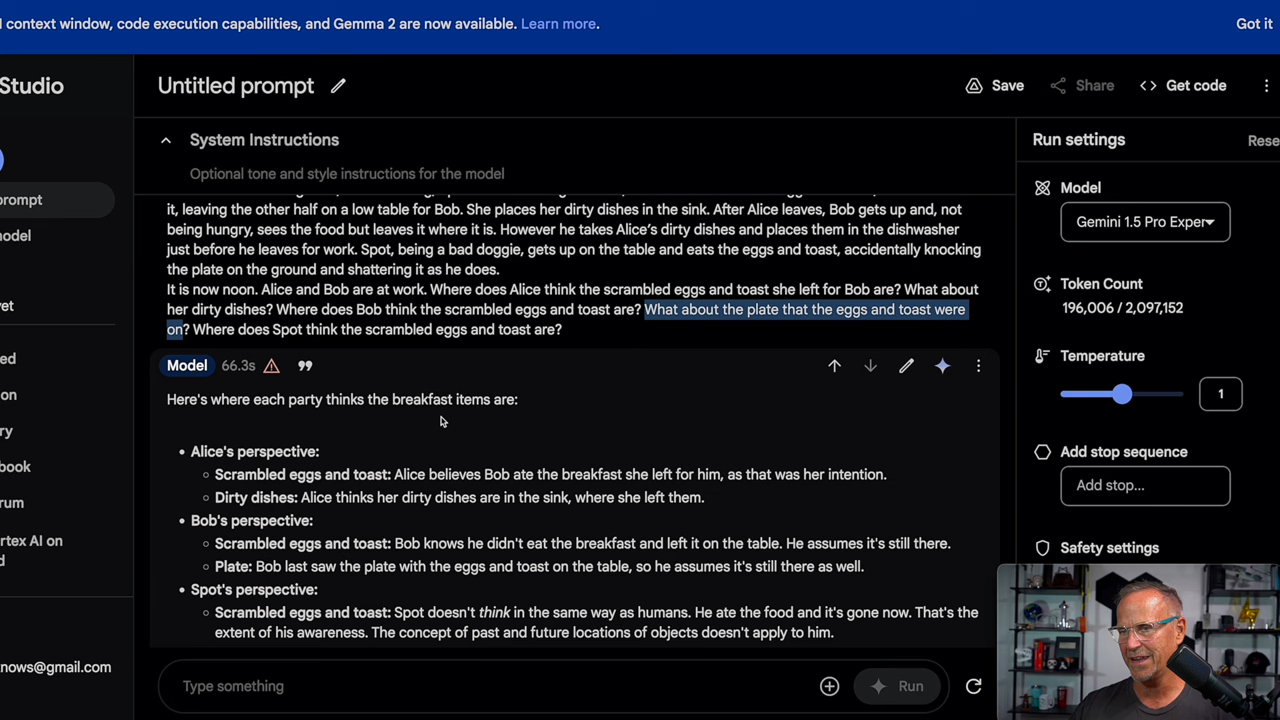 l context window, code execution capabilities, and Gemma 2 are now available. Learn more.
Got it
Studio
Untitled prompt
Save
Share
Get code
System Instructions
Optional tone and style instructions for the model
Run settings
Rese
prompt
model
vet
ed
on
ry
book
rum
rtex AI on
d
knows@gmail.com
it, leaving the other half on a low table for Bob. She places her dirty dishes in the sink. After Alice leaves, Bob gets up and, not
being hungry, sees the food but leaves it where it is. However he takes Alice’s dirty dishes and places them in the dishwasher
just before he leaves for work. Spot, being a bad doggie, gets up on the table and eats the eggs and toast, accidentally knocking
the plate on the ground and shattering it as he does.
It is now noon. Alice and Bob are at work. Where does Alice think the scrambled eggs and toast she left for Bob are? What about
her dirty dishes? Where does Bob think the scrambled eggs and toast are? What about the plate that the eggs and toast were
on? Where does Spot think the scrambled eggs and toast are?
Model 66.3s
Here's where each party thinks the breakfast items are:
• Alice's perspective:
○ Scrambled eggs and toast: Alice believes Bob ate the breakfast she left for him, as that was her intention.
○ Dirty dishes: Alice thinks her dirty dishes are in the sink, where she left them.
• Bob's perspective:
○ Scrambled eggs and toast: Bob knows he didn't eat the breakfast and left it on the table. He assumes it's still there.
○ Plate: Bob last saw the plate with the eggs and toast on the table, so he assumes it's still there as well.
• Spot's perspective:
○ Scrambled eggs and toast: Spot doesn't think in the same way as humans. He ate the food and it's gone now. That's the
extent of his awareness. The concept of past and future locations of objects doesn't apply to him.
Type something
Run
Model
Gemini 1.5 Pro Exper
Token Count
196,006 / 2,097,152
Temperature
1
Add stop sequence
Add stop...
Safety settings